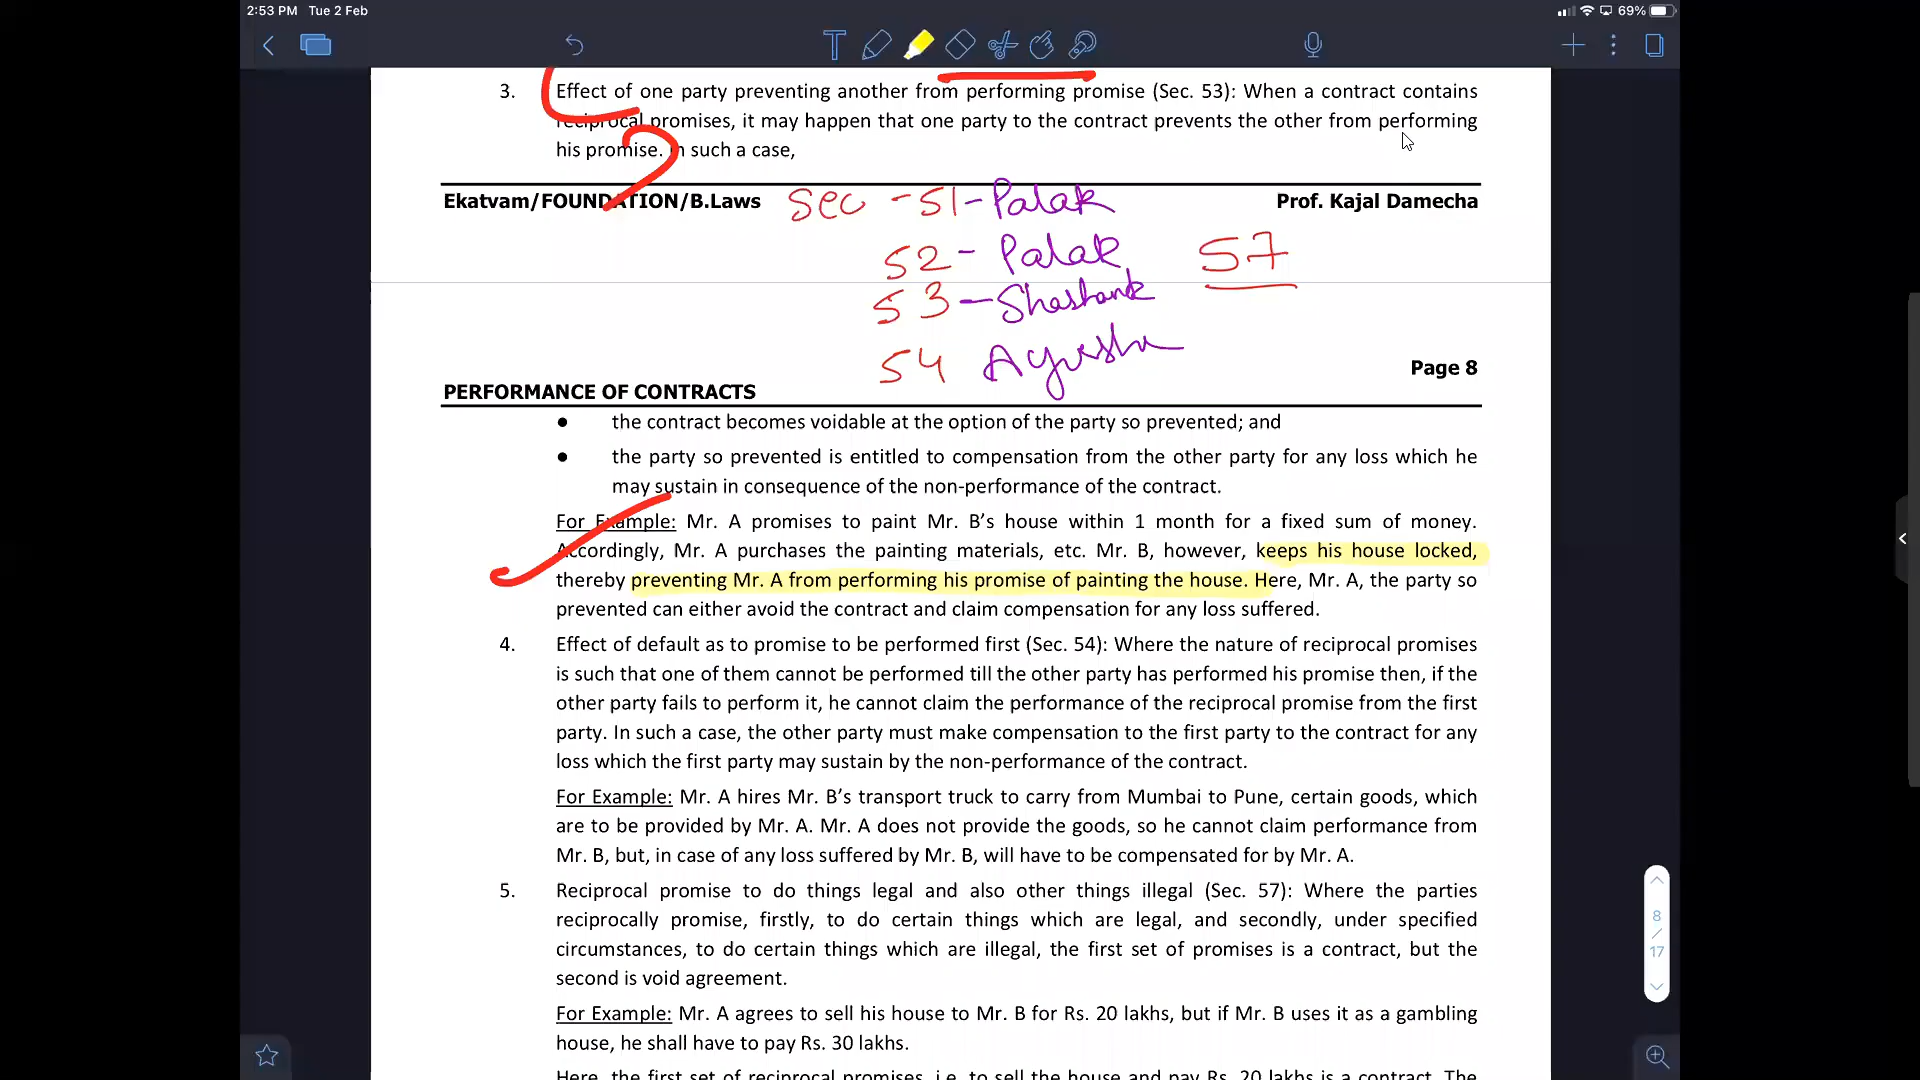 2:53 PM Tue 2 Feb
69%
3. Effect of one party preventing another from performing promise (Sec. 53): When a contract contains
reciprocal promises, it may happen that one party to the contract prevents the other from performing
his promise. In such a case,
Ekatvam/FOUNDATION/B.Laws
Prof. Kajal Damecha
Sec - 51 - Palak
52 - Palak
57
53 - Shashank
54 Ayushi
Page 8
PERFORMANCE OF CONTRACTS
● the contract becomes voidable at the option of the party so prevented; and
● the party so prevented is entitled to compensation from the other party for any loss which he
may sustain in consequence of the non-performance of the contract.
For Example: Mr. A promises to paint Mr. B’s house within 1 month for a fixed sum of money.
Accordingly, Mr. A purchases the painting materials, etc. Mr. B, however, keeps his house locked,
thereby preventing Mr. A from performing his promise of painting the house. Here, Mr. A, the party so
prevented can either avoid the contract and claim compensation for any loss suffered.
4. Effect of default as to promise to be performed first (Sec. 54): Where the nature of reciprocal promises
is such that one of them cannot be performed till the other party has performed his promise then, if the
other party fails to perform it, he cannot claim the performance of the reciprocal promise from the first
party. In such a case, the other party must make compensation to the first party to the contract for any
loss which the first party may sustain by the non-performance of the contract.
For Example: Mr. A hires Mr. B’s transport truck to carry from Mumbai to Pune, certain goods, which
are to be provided by Mr. A. Mr. A does not provide the goods, so he cannot claim performance from
Mr. B, but, in case of any loss suffered by Mr. B, will have to be compensated for by Mr. A.
5. Reciprocal promise to do things legal and also other things illegal (Sec. 57): Where the parties
reciprocally promise, firstly, to do certain things which are legal, and secondly, under specified
circumstances, to do certain things which are illegal, the first set of promises is a contract, but the
second is void agreement.
For Example: Mr. A agrees to sell his house to Mr. B for Rs. 20 lakhs, but if Mr. B uses it as a gambling
house, he shall have to pay Rs. 30 lakhs.
Here, the first set of reciprocal promises, i.e. to sell the house and pay Rs. 20 lakhs is a contract. The
8
/
17